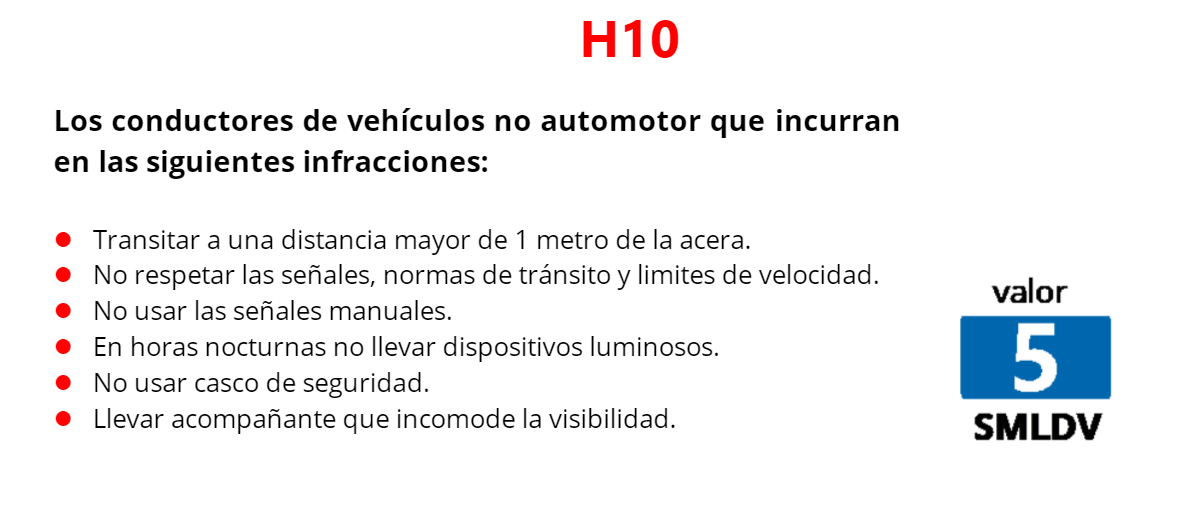 H10
Los conductores de vehículos no automotor que incurran
en las siguientes infracciones:
● Transitar a una distancia mayor de 1 metro de la acera.
● No respetar las señales, normas de tránsito y limites de velocidad.
● No usar las señales manuales.
● En horas nocturnas no llevar dispositivos luminosos.
● No usar casco de seguridad.
● Llevar acompañante que incomode la visibilidad.
valor
5
SMLDV